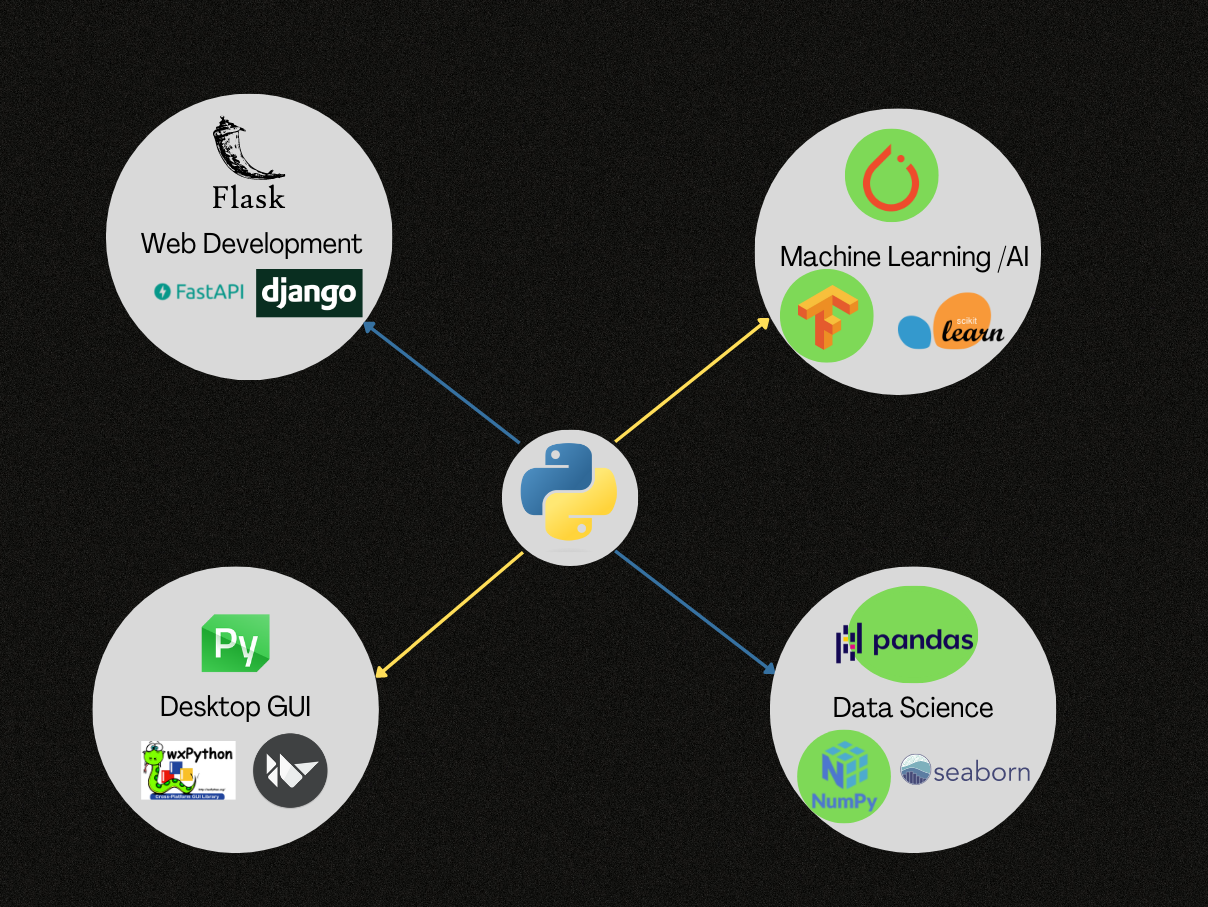 Flask
Web Development
FastAPI
django
Machine Learning /AI
scikit
learn
Py
Desktop GUI
wxPython
Cross-Platform GUI Library
pandas
Data Science
NumPy
seaborn